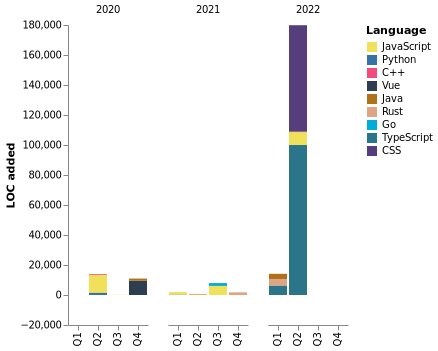 2020 2021 2022
180,000
160,000
140,000
120,000
100,000
80,000
60,000
40,000
20,000
0
−20,000
LOC added
Q1 Q2 Q3 Q4 Q1 Q2 Q3 Q4 Q1 Q2 Q3 Q4
Language
JavaScript
Python
C++
Vue
Java
Rust
Go
TypeScript
CSS